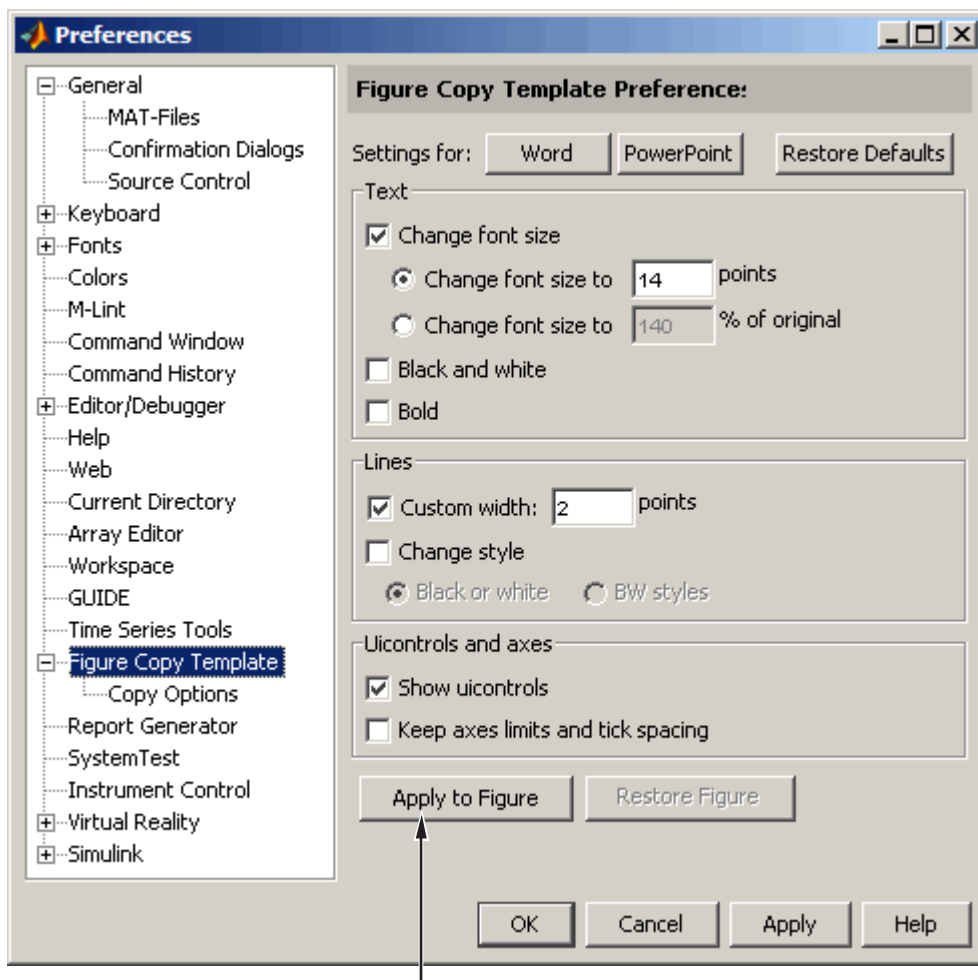 Preferences
General
MAT-Files
Confirmation Dialogs
Source Control
Keyboard
Fonts
Colors
M-Lint
Command Window
Command History
Editor/Debugger
Help
Web
Current Directory
Array Editor
Workspace
GUIDE
Time Series Tools
Figure Copy Template
Copy Options
Report Generator
SystemTest
Instrument Control
Virtual Reality
Simulink
Figure Copy Template Preference:
Settings for: Word PowerPoint Restore Defaults
Text
Change font size
Change font size to 14 points
Change font size to 140 % of original
Black and white
Bold
Lines
Custom width: 2 points
Change style
Black or white BW styles
Uicontrols and axes
Show uicontrols
Keep axes limits and tick spacing
Apply to Figure Restore Figure
OK Cancel Apply Help